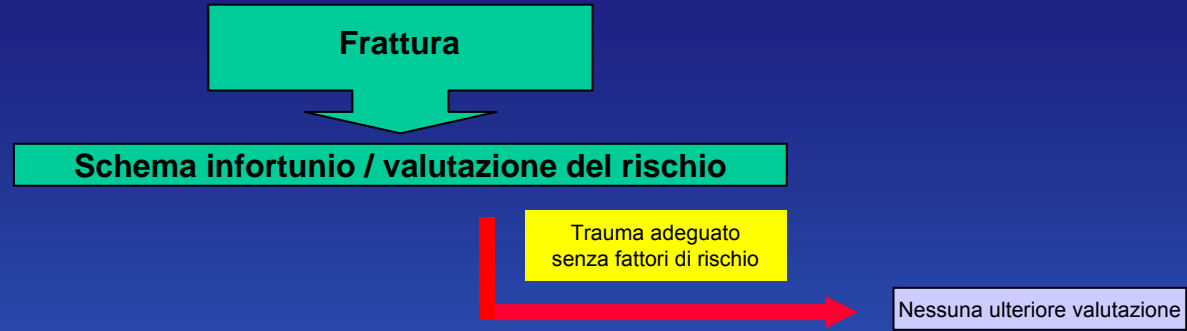 Frattura
Schema infortunio / valutazione del rischio
Trauma adeguato
senza fattori di rischio
Nessuna ulteriore valutazione